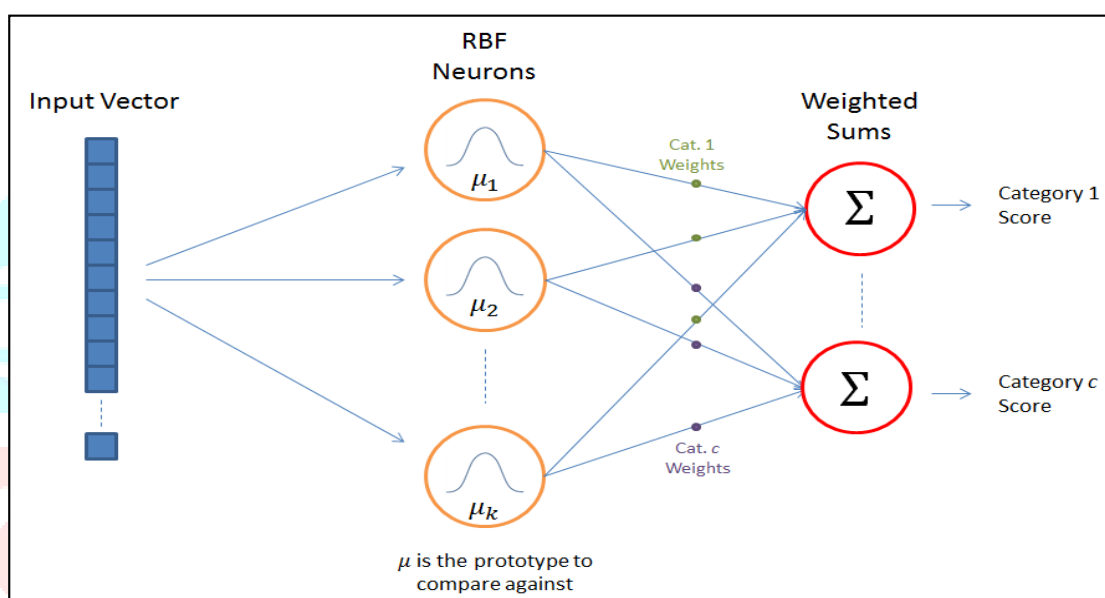 Input Vector
RBF
Neurons
μ₁
μ₂
μₖ
μ is the prototype to
compare against
Cat. 1
Weights
Cat. c
Weights
Weighted
Sums
Σ
Σ
Category 1
Score
Category c
Score